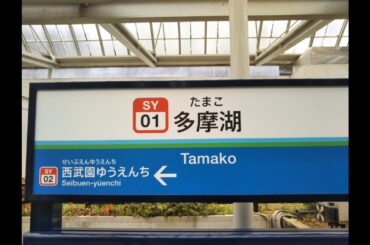 たまこ
SY
01
多摩湖
Tamako
せいぶえんゆうえんち
SY
02
西武園ゆうえんち
Seibuen-yūenchi